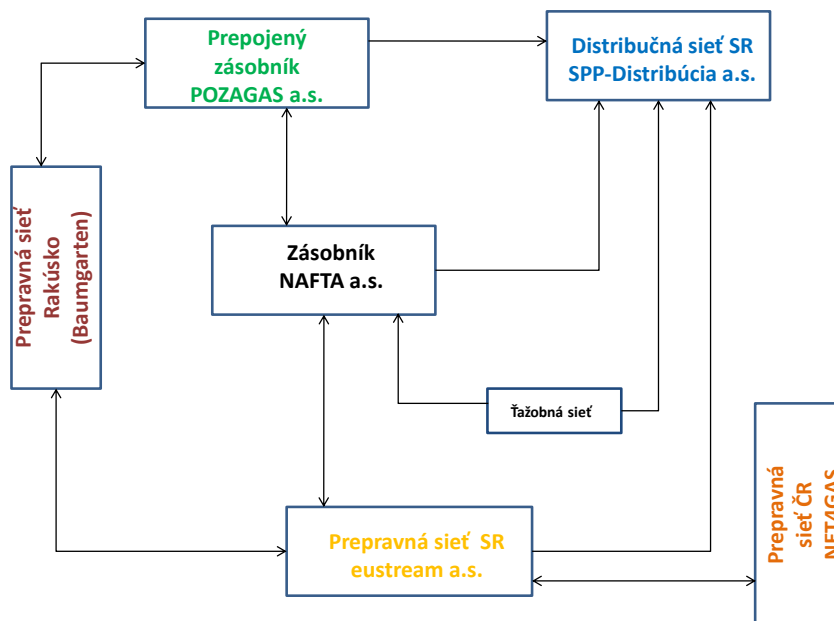 Prepojený
zásobník
POZAGAS a.s.
Distribučná sieť SR
SPP-Distribúcia a.s.
Prepravná sieť
Rakúsko
(Baumgarten)
Zásobník
NAFTA a.s.
Ťažobná sieť
Prepravná sieť SR
eustream a.s.
Prepravná
sieť ČR
NET4GAS